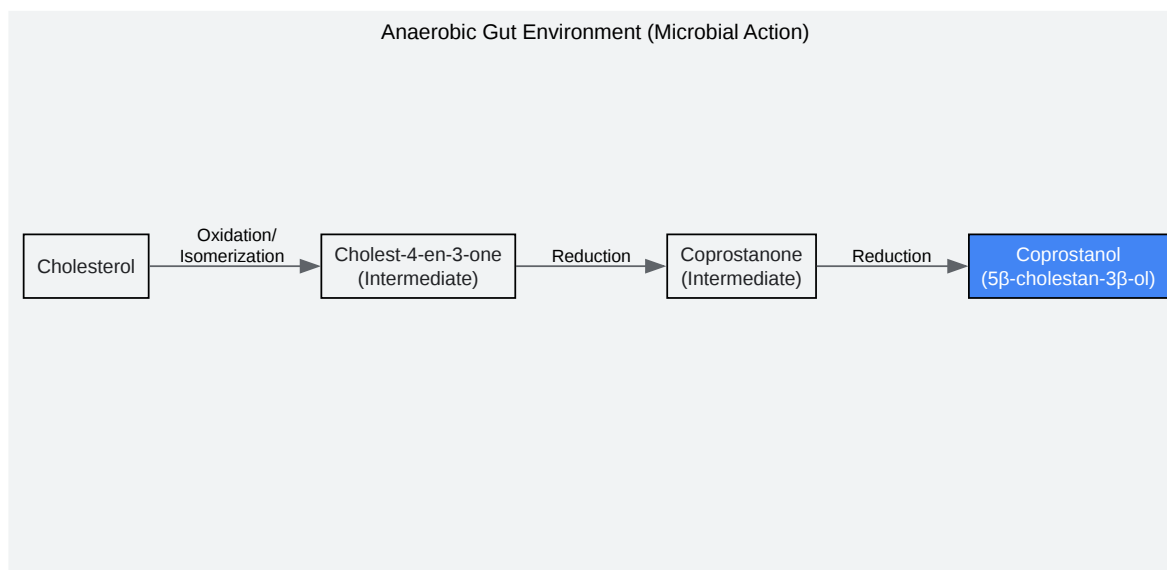 Anaerobic Gut Environment (Microbial Action)
Cholesterol
Oxidation/
Isomerization
Cholest-4-en-3-one
(Intermediate)
Reduction
Coprostanone
(Intermediate)
Reduction
Coprostanol
(5β-cholestan-3β-ol)